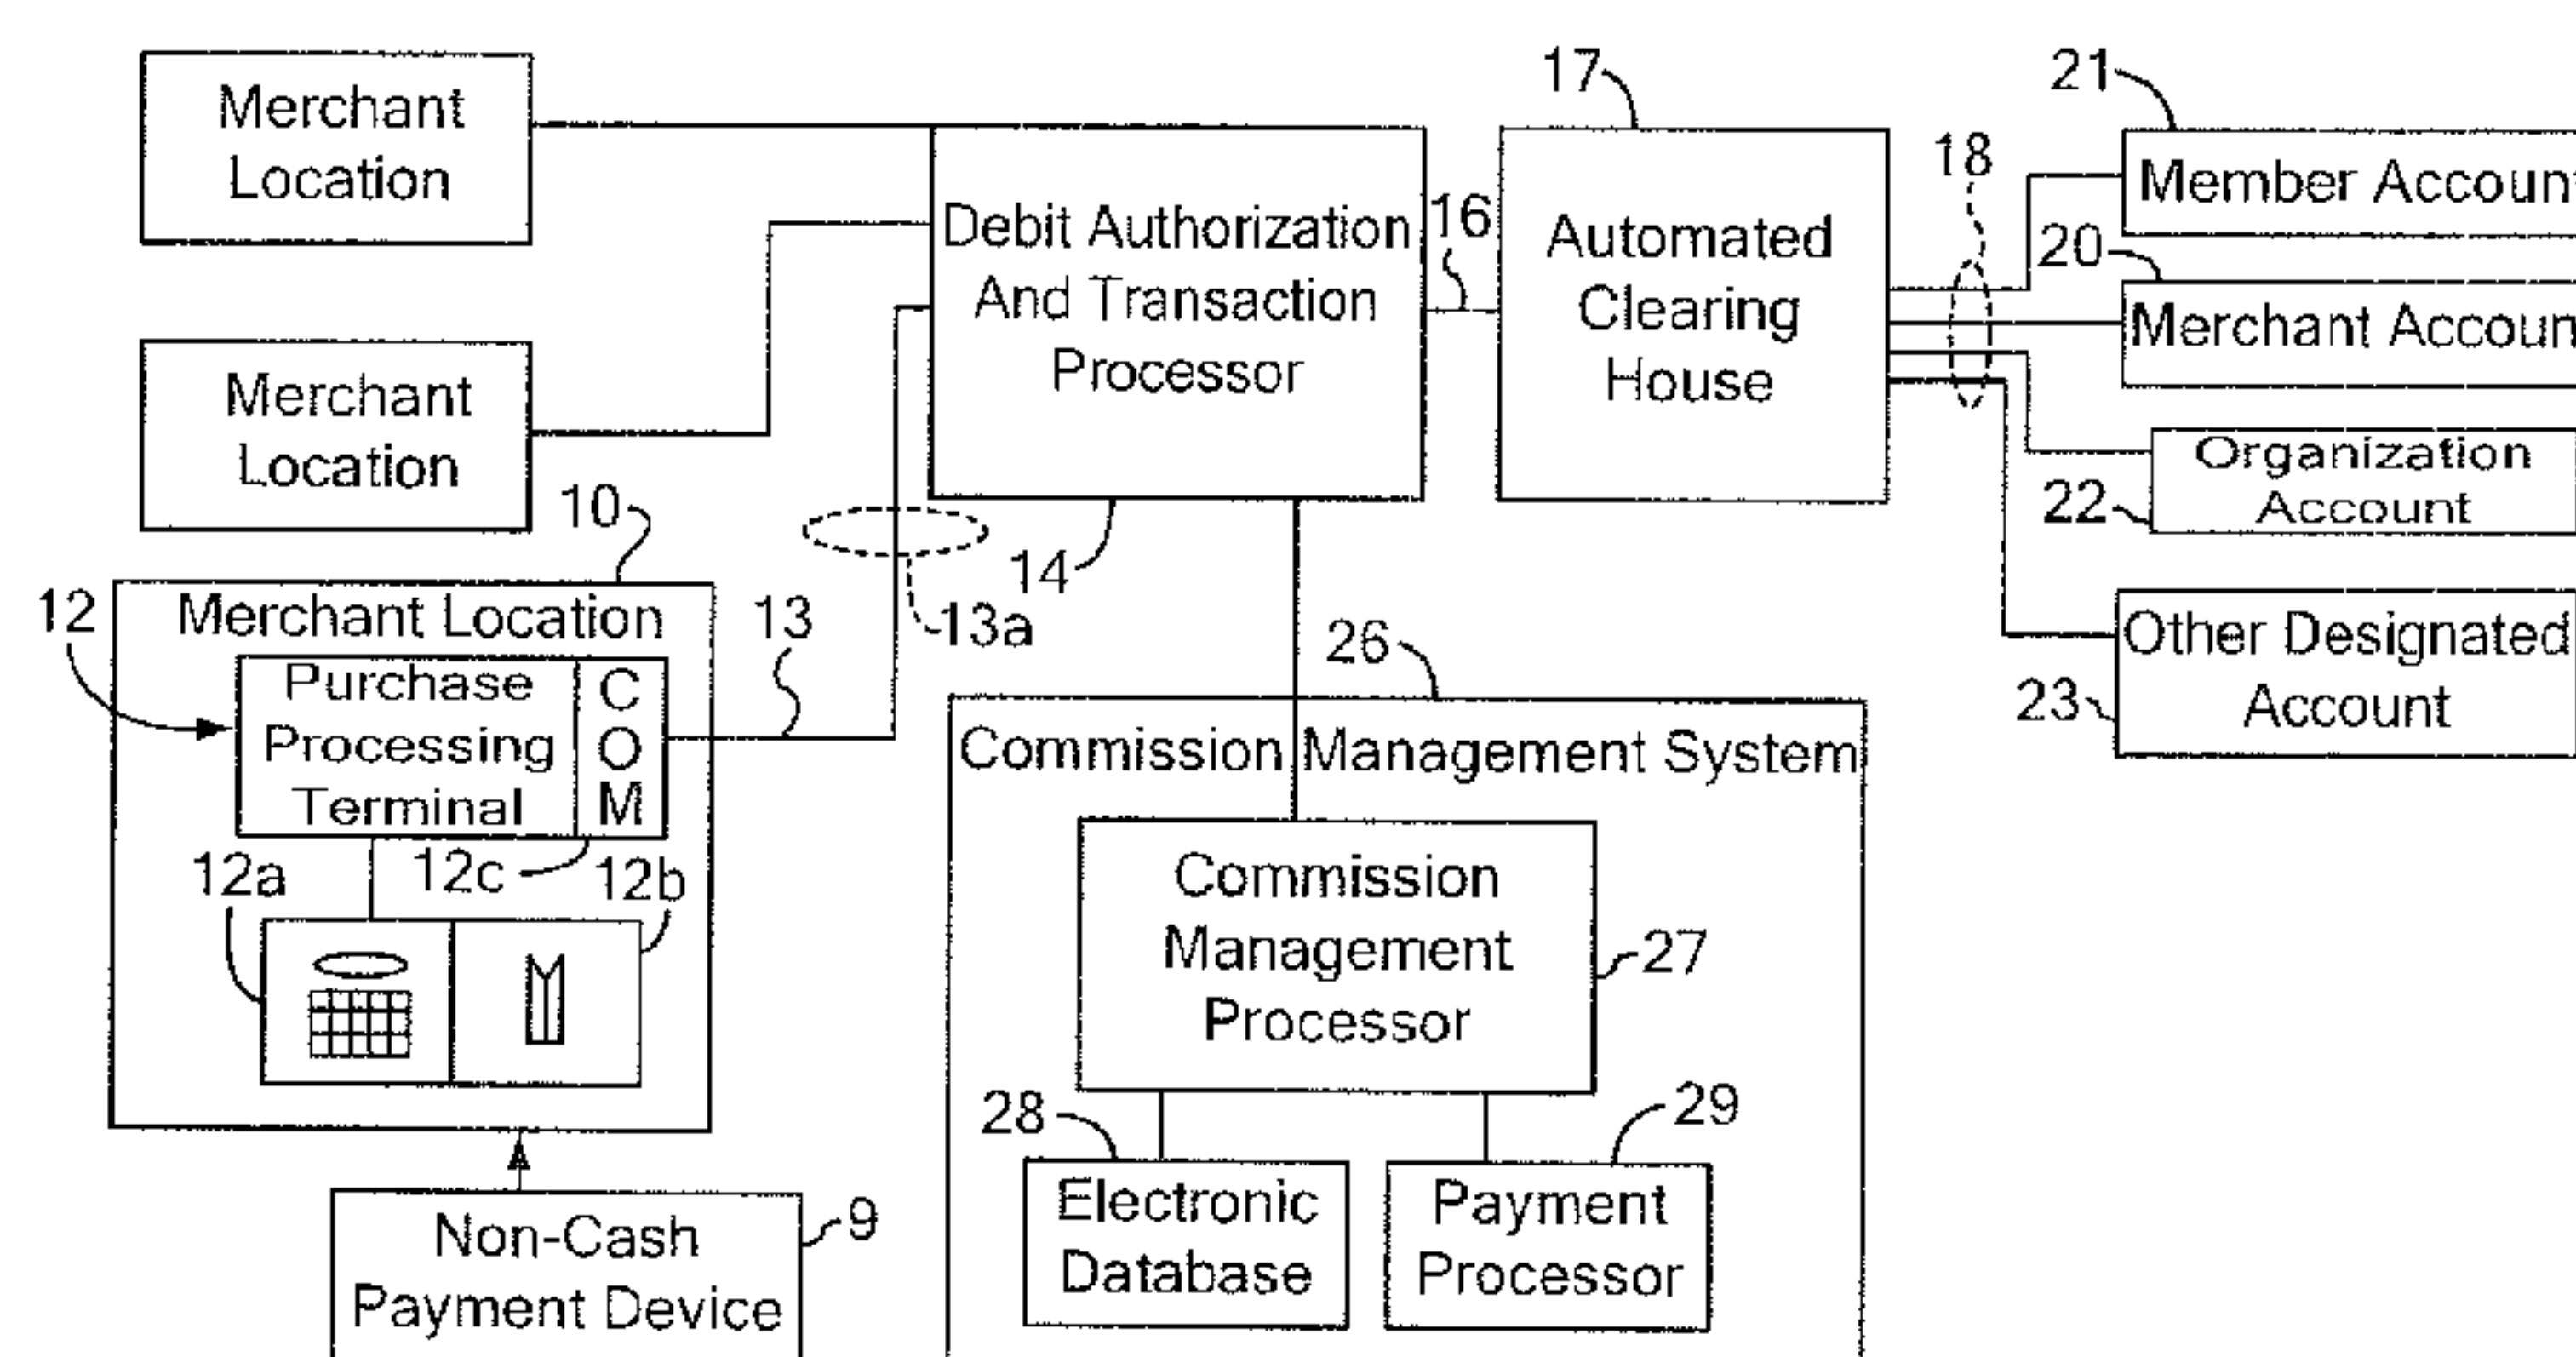 Merchant
Location
17
21
Member Account
18
20
Merchant Accoun
Debit Authorization
And Transaction
Processor
16
Automated
Clearing
House
Merchant
Location
Organization
Account
22
10
14
13a
12
Merchant Location
13
Purchase
Processing
Terminal
C
O
M
26
Other Designated
Account
23
Commission Management System
12a
12c
12b
Commission
Management
Processor
27
28
29
Electronic
Database
Payment
Processor
Non-Cash
Payment Device
9